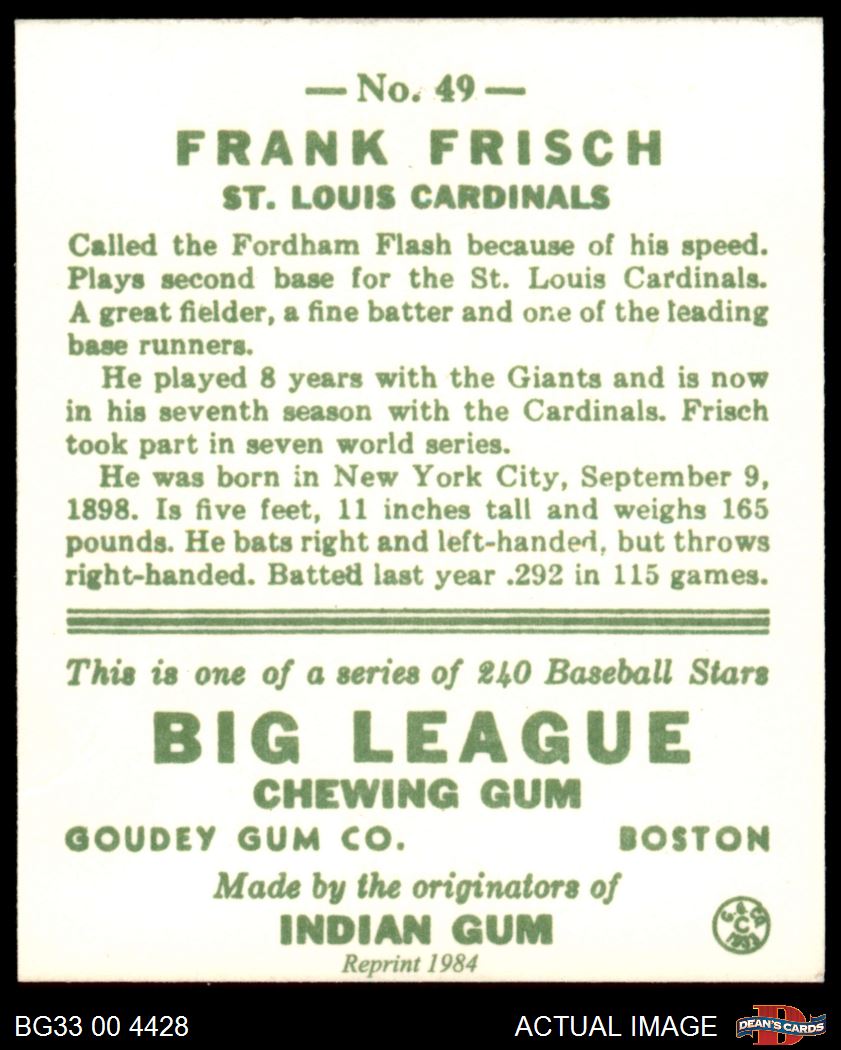 — No. 49 —
FRANK FRISCH
ST. LOUIS CARDINALS
Called the Fordham Flash because of his speed.
Plays second base for the St. Louis Cardinals.
A great fielder, a fine batter and one of the leading
base runners.
He played 8 years with the Giants and is now
in his seventh season with the Cardinals. Frisch
took part in seven world series.
He was born in New York City, September 9,
1898. Is five feet, 11 inches tall and weighs 165
pounds. He bats right and left-handed, but throws
right-handed. Batted last year .292 in 115 games.
This is one of a series of 240 Baseball Stars
BIG LEAGUE
CHEWING GUM
GOUDEY GUM CO. BOSTON
Made by the originators of
INDIAN GUM
Reprint 1984
G. & CO.
C
1933
BG33 00 4428 ACTUAL IMAGE DEAN'S CARDS